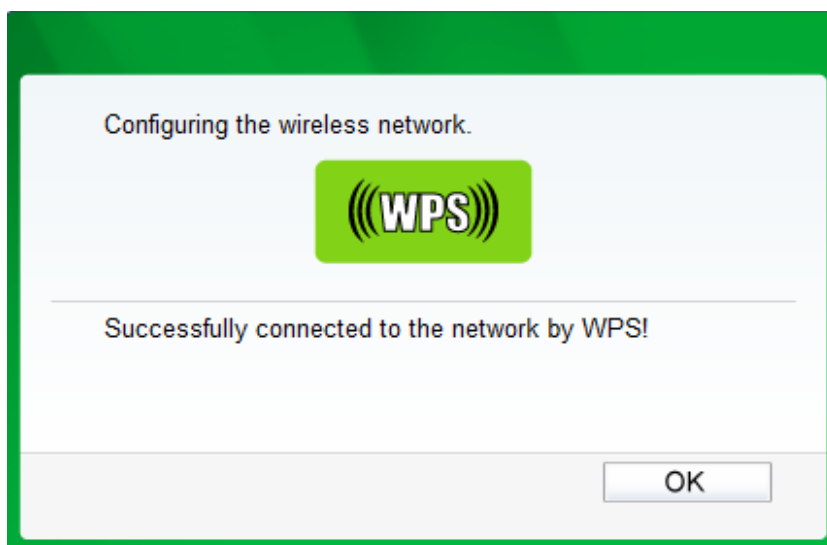 Configuring the wireless network.
WPS
Successfully connected to the network by WPS!
OK